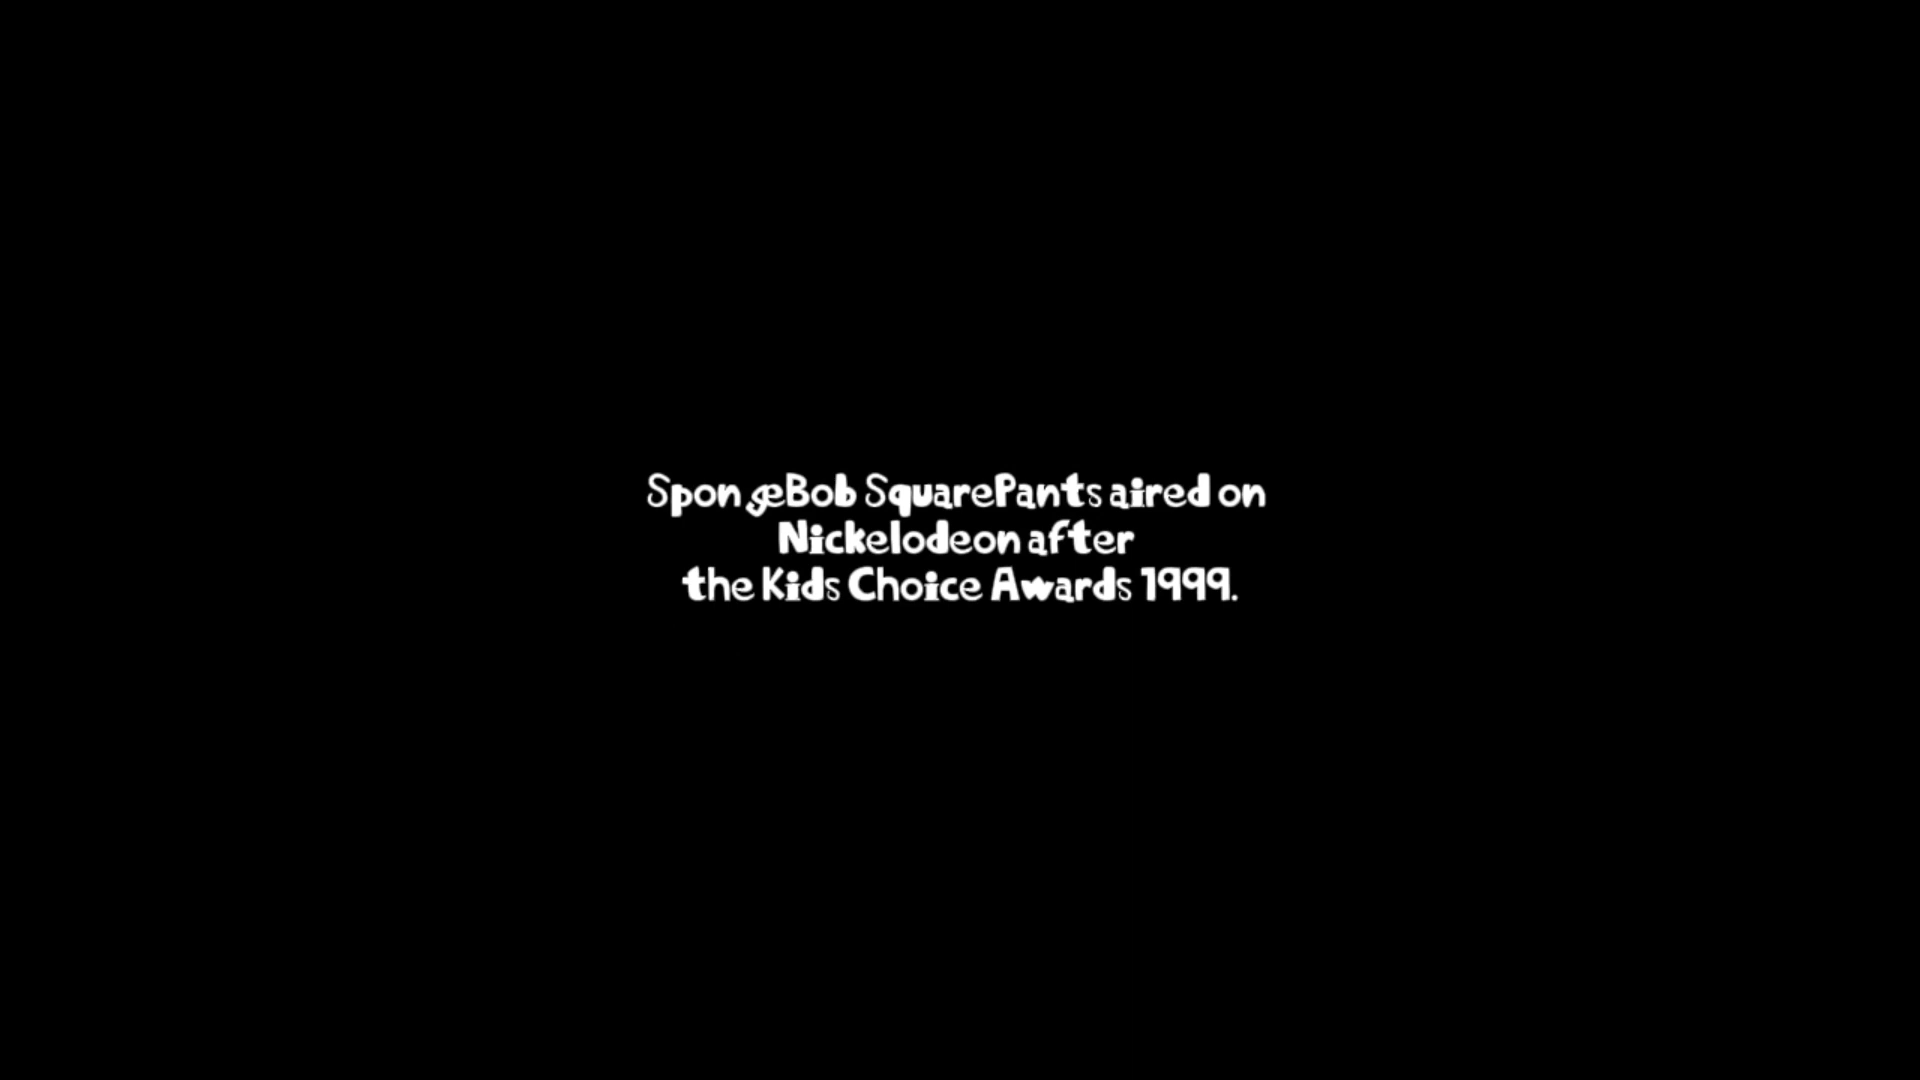 SpongeBob SquarePants aired on
Nickelodeon after
the Kids Choice Awards 1999.